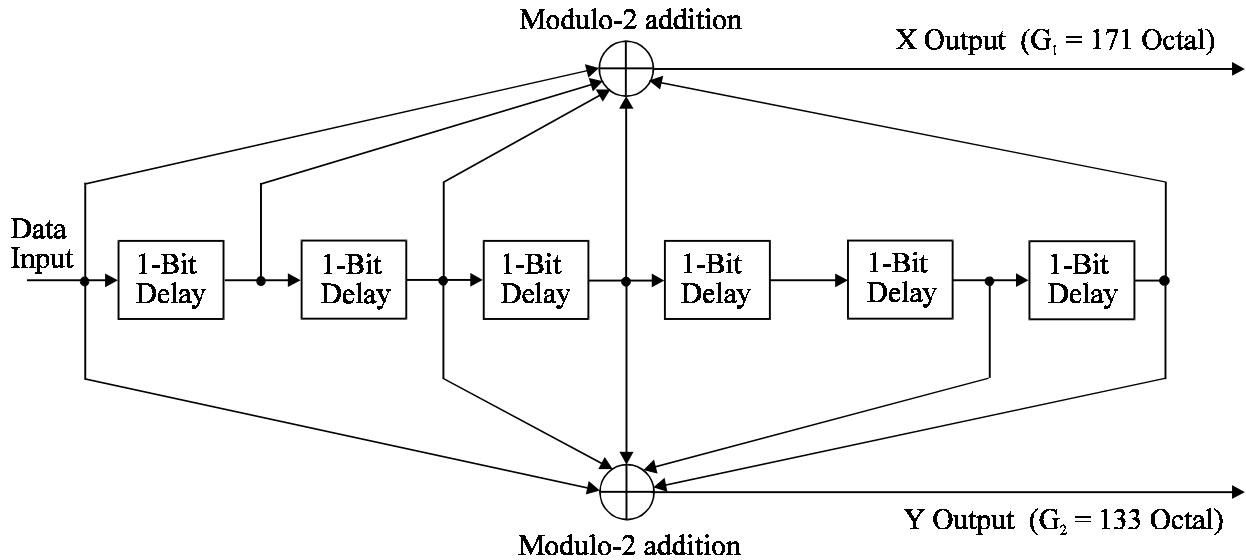 Modulo-2 addition
X Output (G₁ = 171 Octal)
Data
Input
1-Bit
Delay
1-Bit
Delay
1-Bit
Delay
1-Bit
Delay
1-Bit
Delay
1-Bit
Delay
Y Output (G₂ = 133 Octal)
Modulo-2 addition